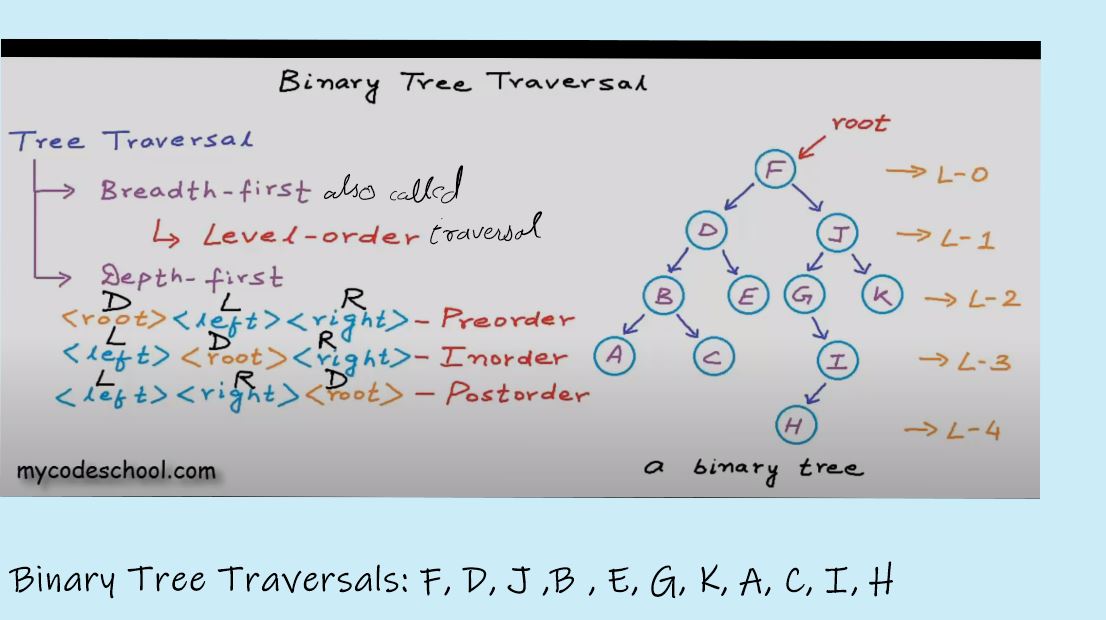 Binary Tree Traversal
Tree Traversal
→ Breadth-first also called
↳ Level-order traversal
→ Depth-first
D L R
<root><left><right> - Preorder
L D R
<left><root><right> - Inorder
L R D
<left><right><root> - Postorder
mycodeschool.com
root
F → L-0
D J → L-1
B E G K → L-2
A C I → L-3
H → L-4
a binary tree
Binary Tree Traversals: F, D, J ,B , E, G, K, A, C, I, H